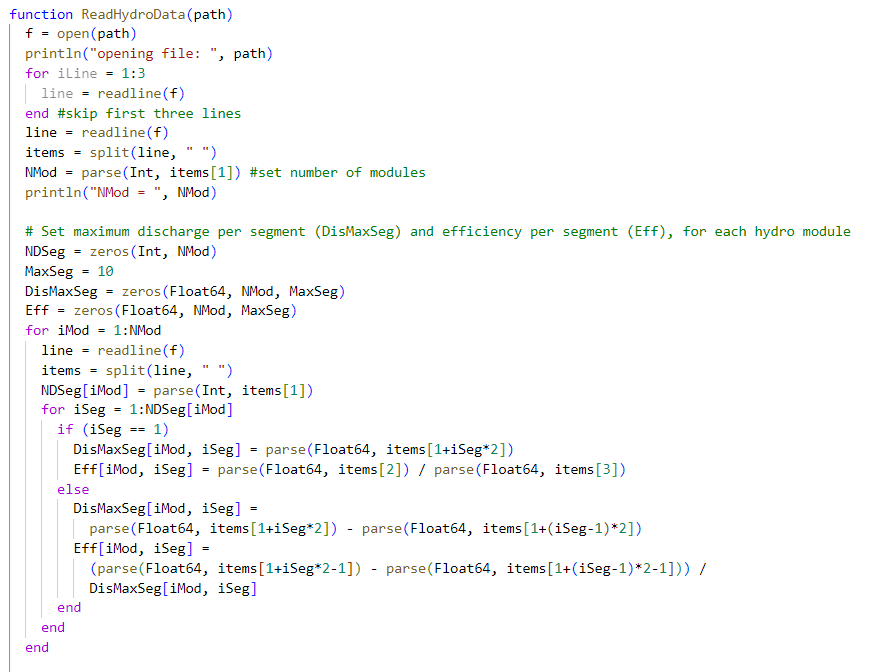 function ReadHydroData(path)
f = open(path)
println("opening file: ", path)
for iLine = 1:3
line = readline(f)
end #skip first three lines
line = readline(f)
items = split(line, " ")
NMod = parse(Int, items[1]) #set number of modules
println("NMod = ", NMod)
# Set maximum discharge per segment (DisMaxSeg) and efficiency per segment (Eff), for each hydro module
NDSeg = zeros(Int, NMod)
MaxSeg = 10
DisMaxSeg = zeros(Float64, NMod, MaxSeg)
Eff = zeros(Float64, NMod, MaxSeg)
for iMod = 1:NMod
line = readline(f)
items = split(line, " ")
NDSeg[iMod] = parse(Int, items[1])
for iSeg = 1:NDSeg[iMod]
if (iSeg == 1)
DisMaxSeg[iMod, iSeg] = parse(Float64, items[1+iSeg*2])
Eff[iMod, iSeg] = parse(Float64, items[2]) / parse(Float64, items[3])
else
DisMaxSeg[iMod, iSeg] =
parse(Float64, items[1+iSeg*2]) - parse(Float64, items[1+(iSeg-1)*2])
Eff[iMod, iSeg] =
(parse(Float64, items[1+iSeg*2-1]) - parse(Float64, items[1+(iSeg-1)*2-1])) /
DisMaxSeg[iMod, iSeg]
end
end
end